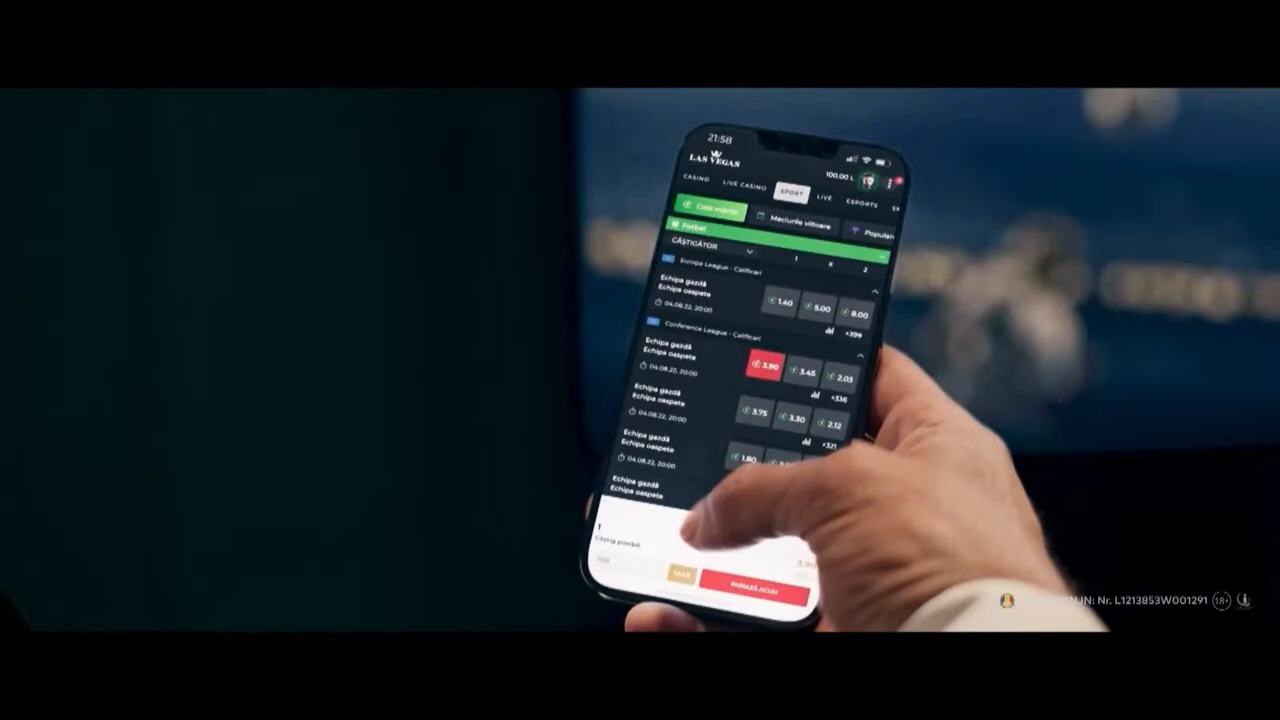 21:58
LAS VEGAS
100.00 L
CASINO LIVE CASINO SPORT LIVE ESPORTS
Cota mărită Meciurile viitoare Popular
Fotbal
CÂȘTIGĂTOR 1 X 2
Europa League - Calificari
Echipa gazdă
Echipa oaspete
1.40 5.00 8.00
04.08.22, 20:00
+399
Conference League - Calificari
Echipa gazdă
Echipa oaspete
3.90 3.45 2.03
04.08.22, 20:00
+336
Echipa gazdă
Echipa oaspete
3.75 3.30 2.12
04.08.22, 20:00
+321
Echipa gazdă
Echipa oaspete
1.80
04.08.22, 20:00
Echipa gazdă
Echipa oaspete
1
Câștig posibil:
3.90
PARIAZĂ ACUM
Nr. L1213853W001291 18+